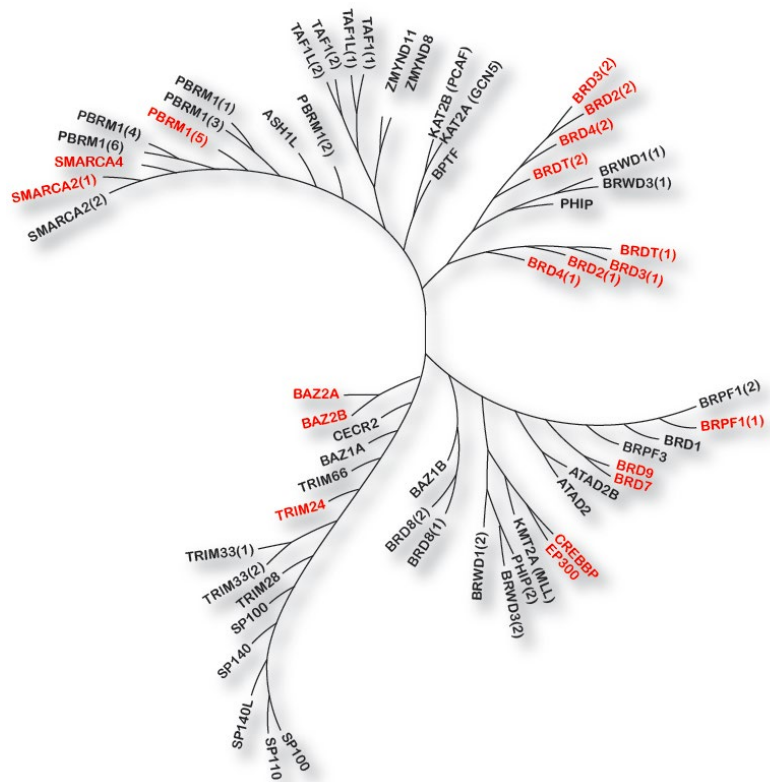 TAF1L(2)
TAF1(2)
TAF1L(1)
TAF1(1)
ZMYND11
ZMYND8
KAT2B (PCAF)
KAT2A (GCN5)
BPTF
PBRM1(2)
ASH1L
PBRM1(1)
PBRM1(3)
PBRM1(5)
PBRM1(4)
PBRM1(6)
SMARCA4
SMARCA2(1)
SMARCA2(2)
BRD3(2)
BRD2(2)
BRD4(2)
BRDT(2)
BRWD1(1)
BRWD3(1)
PHIP
BRDT(1)
BRD3(1)
BRD2(1)
BRD4(1)
BRPF1(2)
BRPF1(1)
BRD1
BRPF3
BRD9
BRD7
ATAD2B
ATAD2
CREBBP
EP300
KMT2A (MLL)
PHIP(2)
BRWD3(2)
BRWD1(2)
BAZ1B
BRD8(2)
BRD8(1)
BAZ2A
BAZ2B
CECR2
BAZ1A
TRIM66
TRIM24
TRIM33(1)
TRIM33(2)
TRIM28
SP100
SP140
SP140L
SP110
SP100